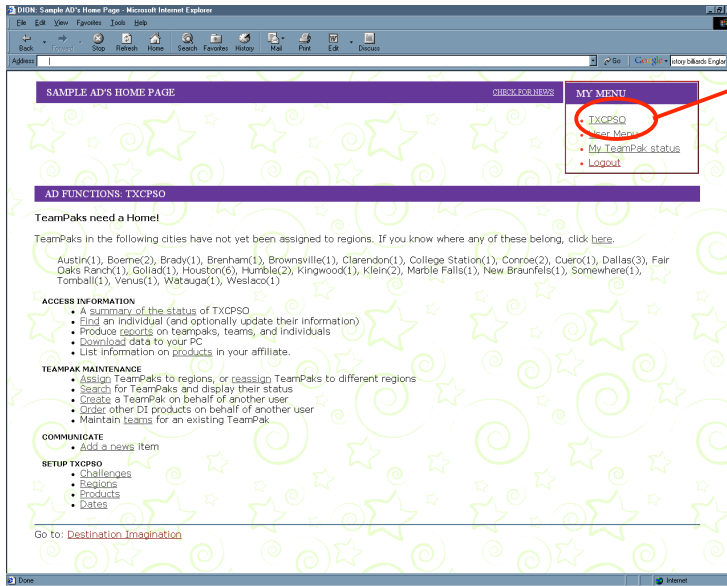 DION: Sample AD's Home Page - Microsoft Internet Explorer
File Edit View Favorites Tools Help
Back Forward Stop Refresh Home Search Favorites History Mail Print Edit Discuss
Address Go Google istory billiards Englar
SAMPLE AD'S HOME PAGE CHECK FOR NEWS
MY MENU
• TXCPSO
• User Menu
• My TeamPak status
• Logout
AD FUNCTIONS: TXCPSO
TeamPaks need a Home!
TeamPaks in the following cities have not yet been assigned to regions. If you know where any of these belong, click here.
Austin(1), Boerne(2), Brady(1), Brenham(1), Brownsville(1), Clarendon(1), College Station(1), Conroe(2), Cuero(1), Dallas(3), Fair
Oaks Ranch(1), Goliad(1), Houston(6), Humble(2), Kingwood(1), Klein(2), Marble Falls(1), New Braunfels(1), Somewhere(1),
Tomball(1), Venus(1), Watauga(1), Weslaco(1)
ACCESS INFORMATION
• A summary of the status of TXCPSO
• Find an individual (and optionally update their information)
• Produce reports on teampaks, teams, and individuals
• Download data to your PC
• List information on products in your affiliate.
TEAMPAK MAINTENANCE
• Assign TeamPaks to regions, or reassign TeamPaks to different regions
• Search for TeamPaks and display their status
• Create a TeamPak on behalf of another user
• Order other DI products on behalf of another user
• Maintain teams for an existing TeamPak
COMMUNICATE
• Add a news item
SETUP TXCPSO
• Challenges
• Regions
• Products
• Dates
Go to: Destination Imagination
Done Internet